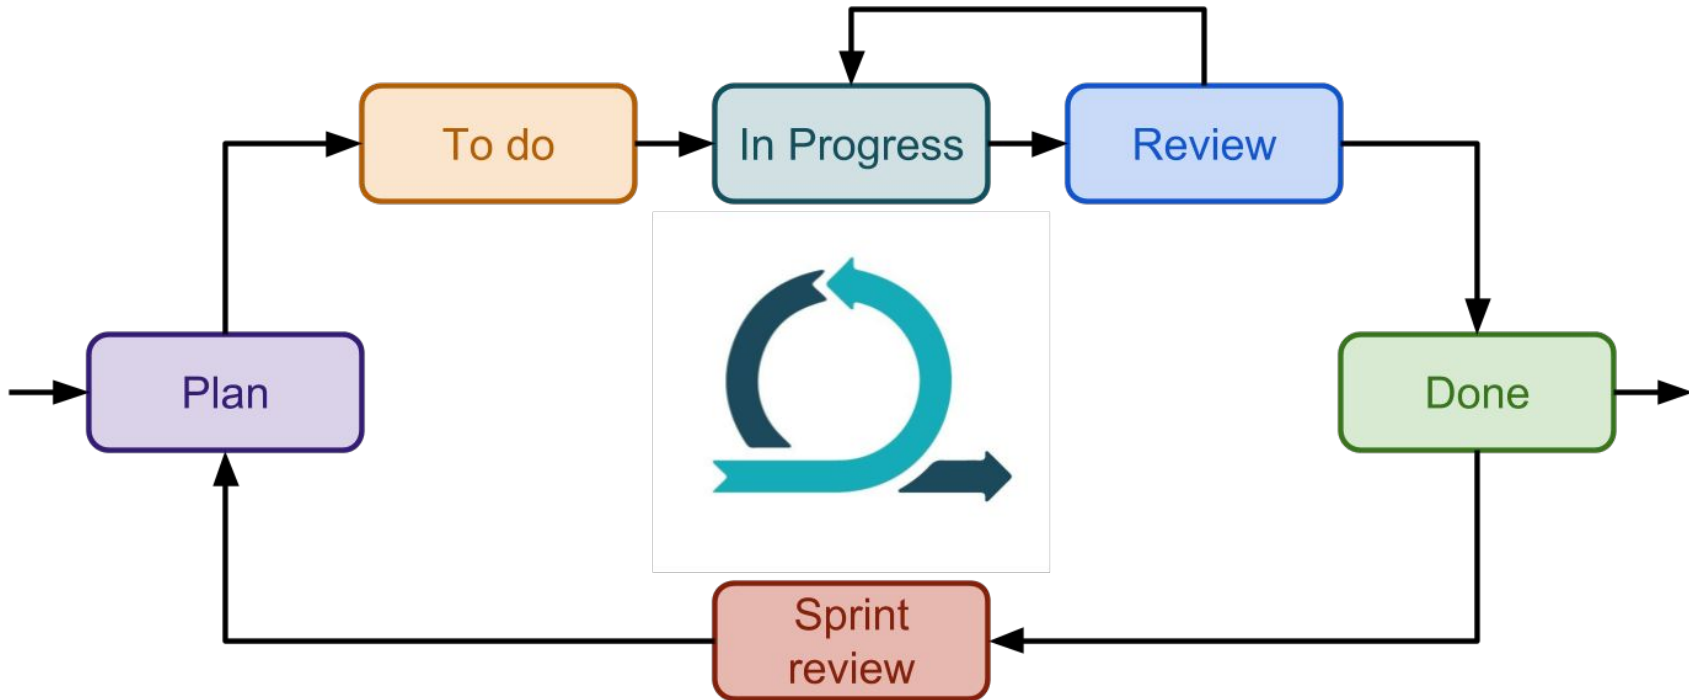 To do
In Progress
Review
Plan
Done
Sprint
review